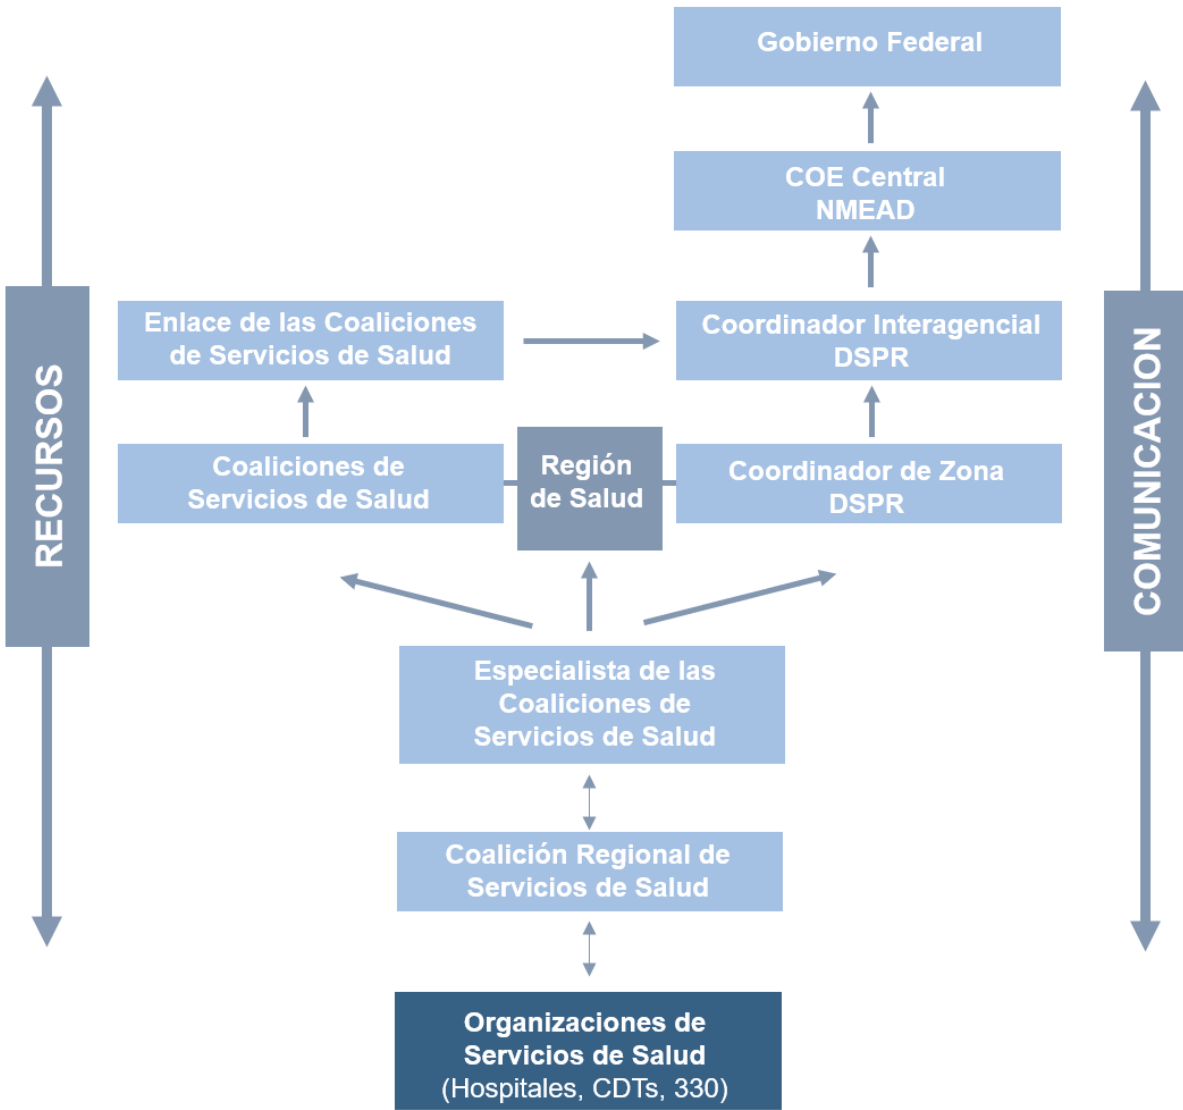 Gobierno Federal
COE Central
NMEAD
Enlace de las Coaliciones
de Servicios de Salud
Coordinador Interagencial
DSPR
RECURSOS
COMUNICACION
Coaliciones de
Servicios de Salud
Región
de Salud
Coordinador de Zona
DSPR
Especialista de las
Coaliciones de
Servicios de Salud
Coalición Regional de
Servicios de Salud
Organizaciones de
Servicios de Salud
(Hospitales, CDTs, 330)